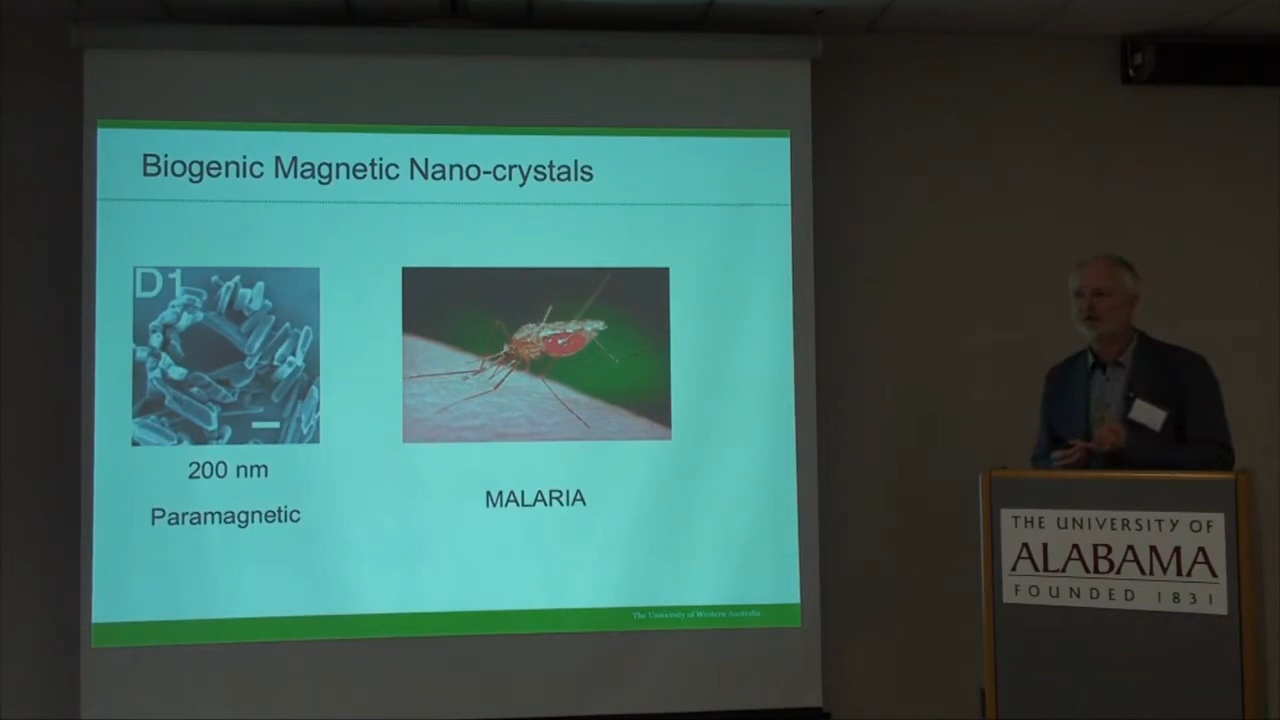 Biogenic Magnetic Nano-crystals
D1
200 nm
Paramagnetic
MALARIA
The University of Western Australia
THE UNIVERSITY OF
ALABAMA
FOUNDED 1831